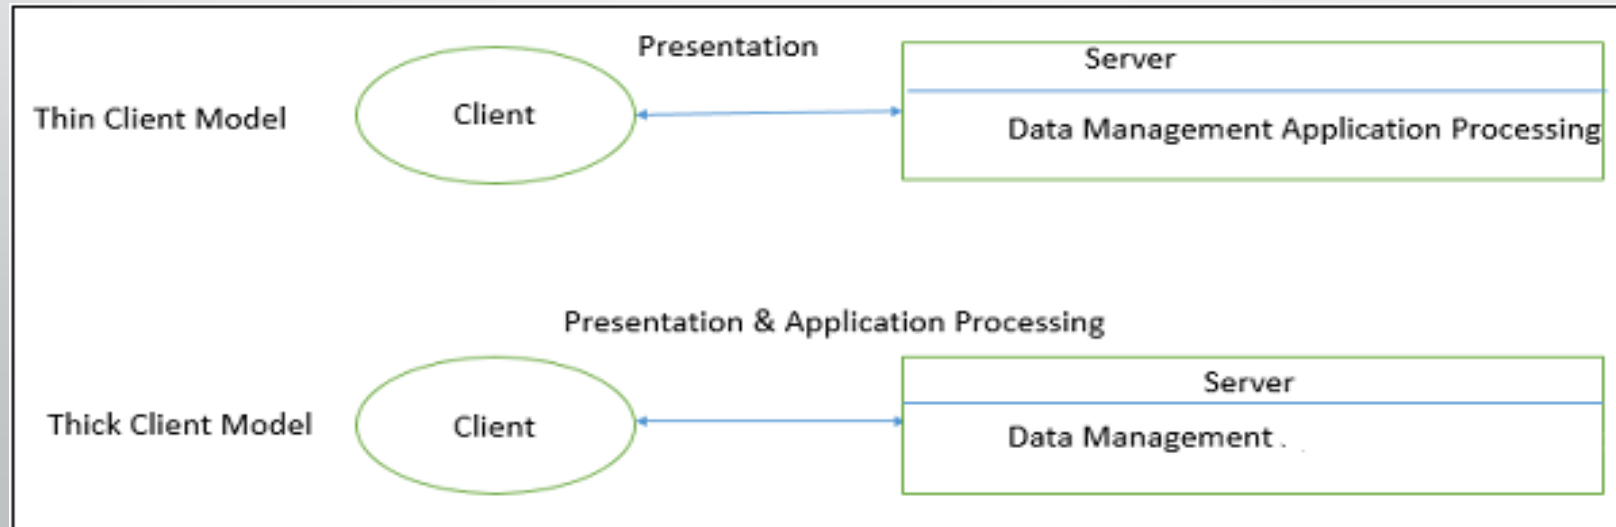 Presentation
Server
Thin Client Model
Client
Data Management Application Processing
Presentation & Application Processing
Server
Thick Client Model
Client
Data Management .